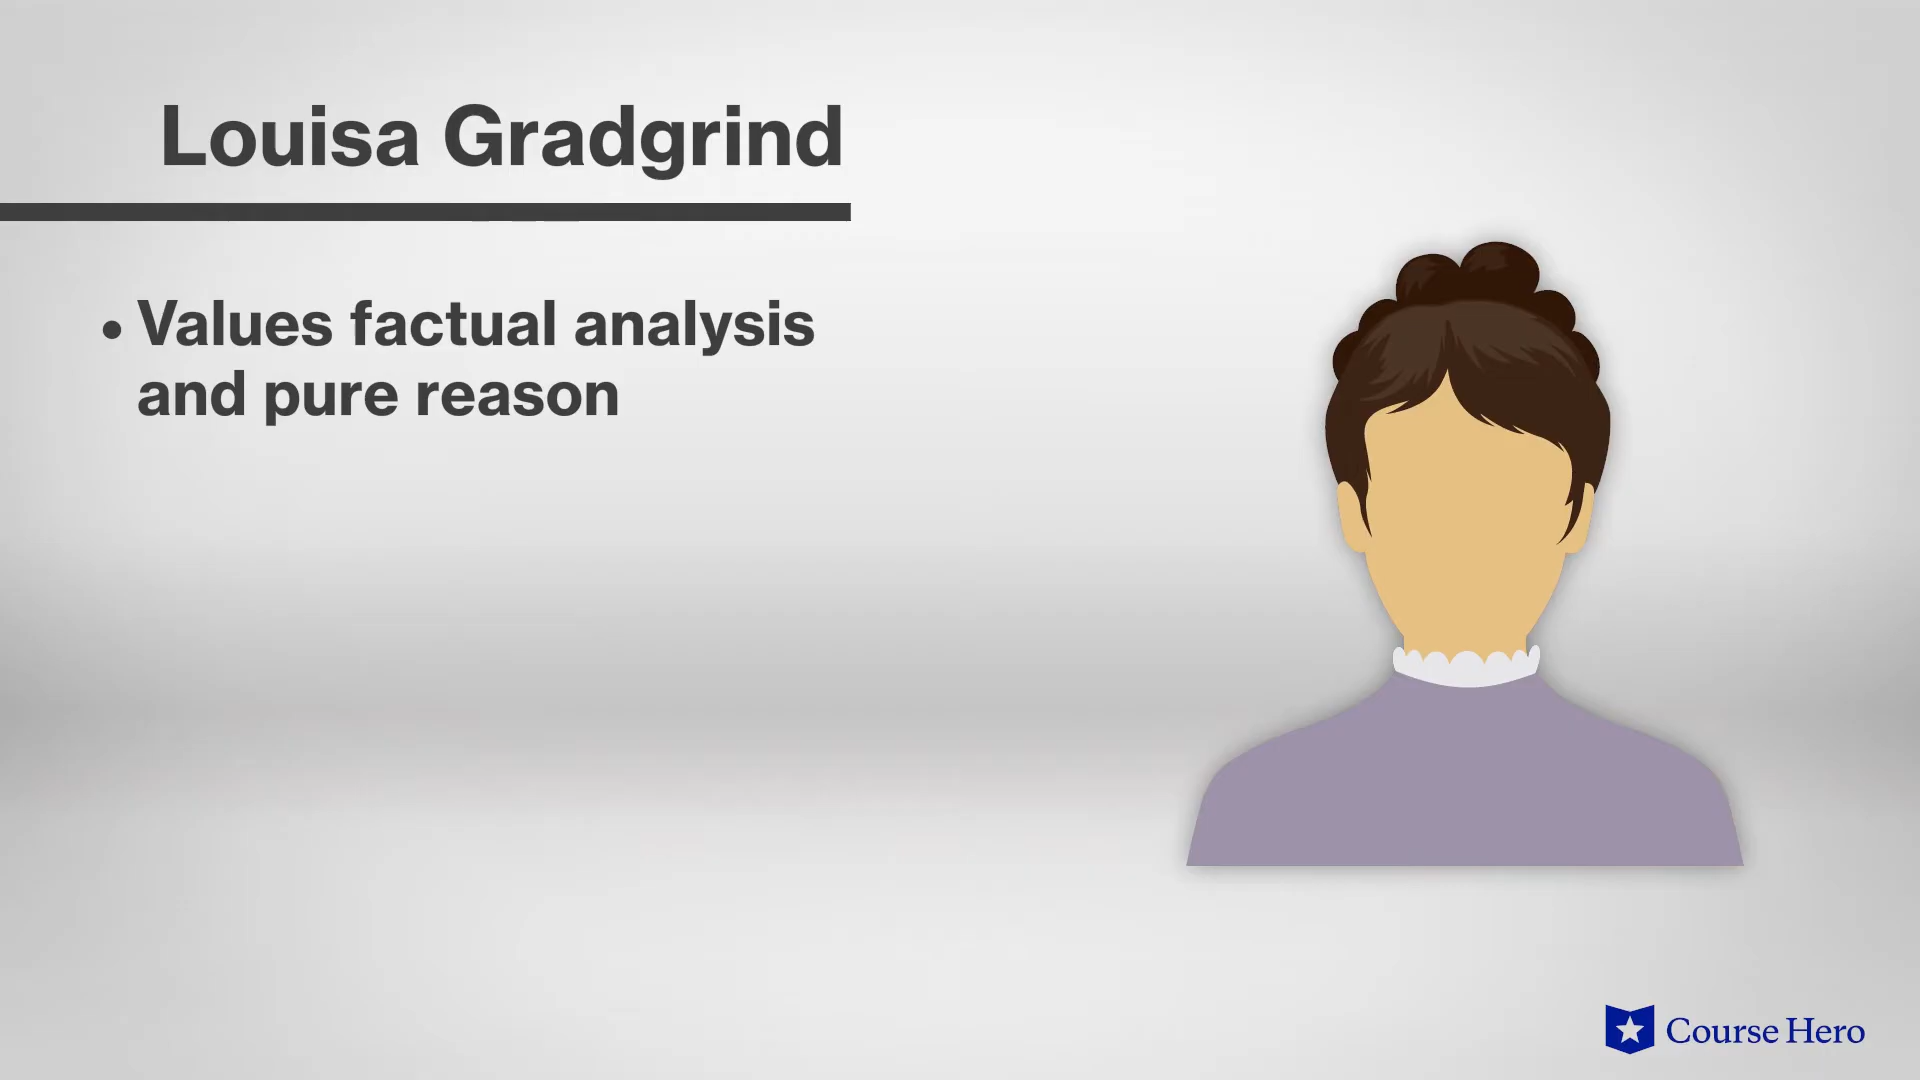 Louisa Gradgrind
• Values factual analysis
and pure reason
Course Hero